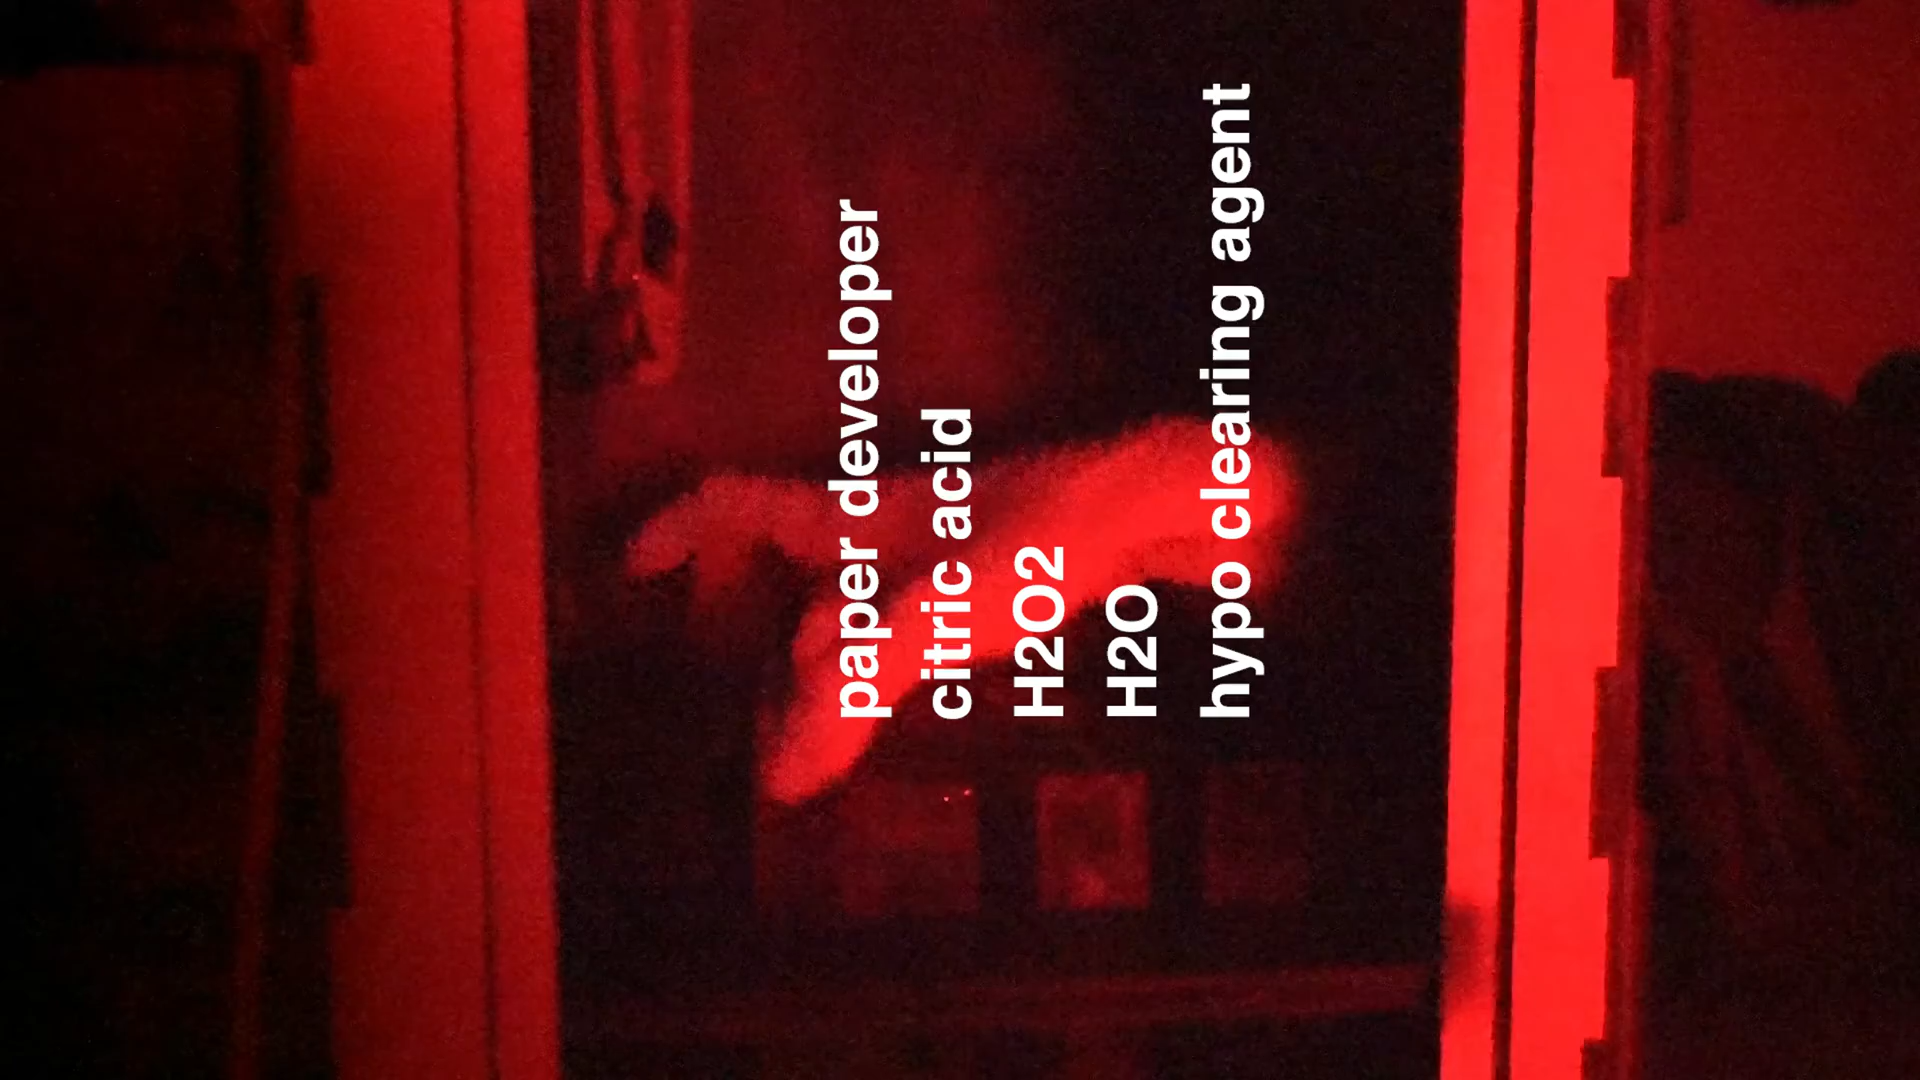 paper developer
citric acid
H2O2
H2O
hypo clearing agent